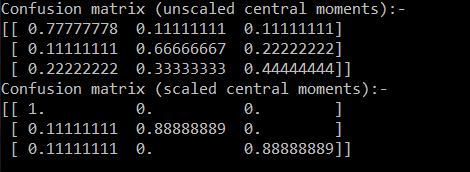 Confusion matrix (unscaled central moments):-
[[ 0.77777778  0.11111111  0.11111111]
 [ 0.11111111  0.66666667  0.22222222]
 [ 0.22222222  0.33333333  0.44444444]]
Confusion matrix (scaled central moments):-
[[ 1.          0.          0.        ]
 [ 0.11111111  0.88888889  0.        ]
 [ 0.11111111  0.          0.88888889]]